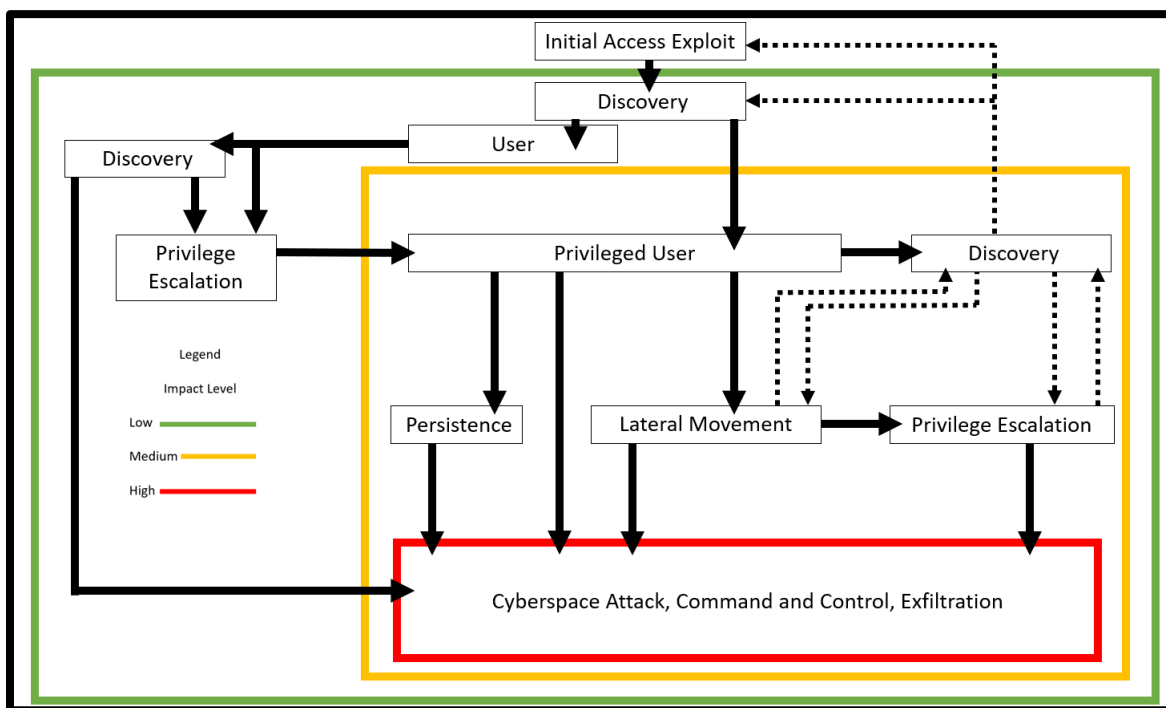 Initial Access Exploit
Discovery
User
Discovery
Privilege
Escalation
Privileged User
Discovery
Legend
Impact Level
Low
Medium
High
Persistence
Lateral Movement
Privilege Escalation
Cyberspace Attack, Command and Control, Exfiltration